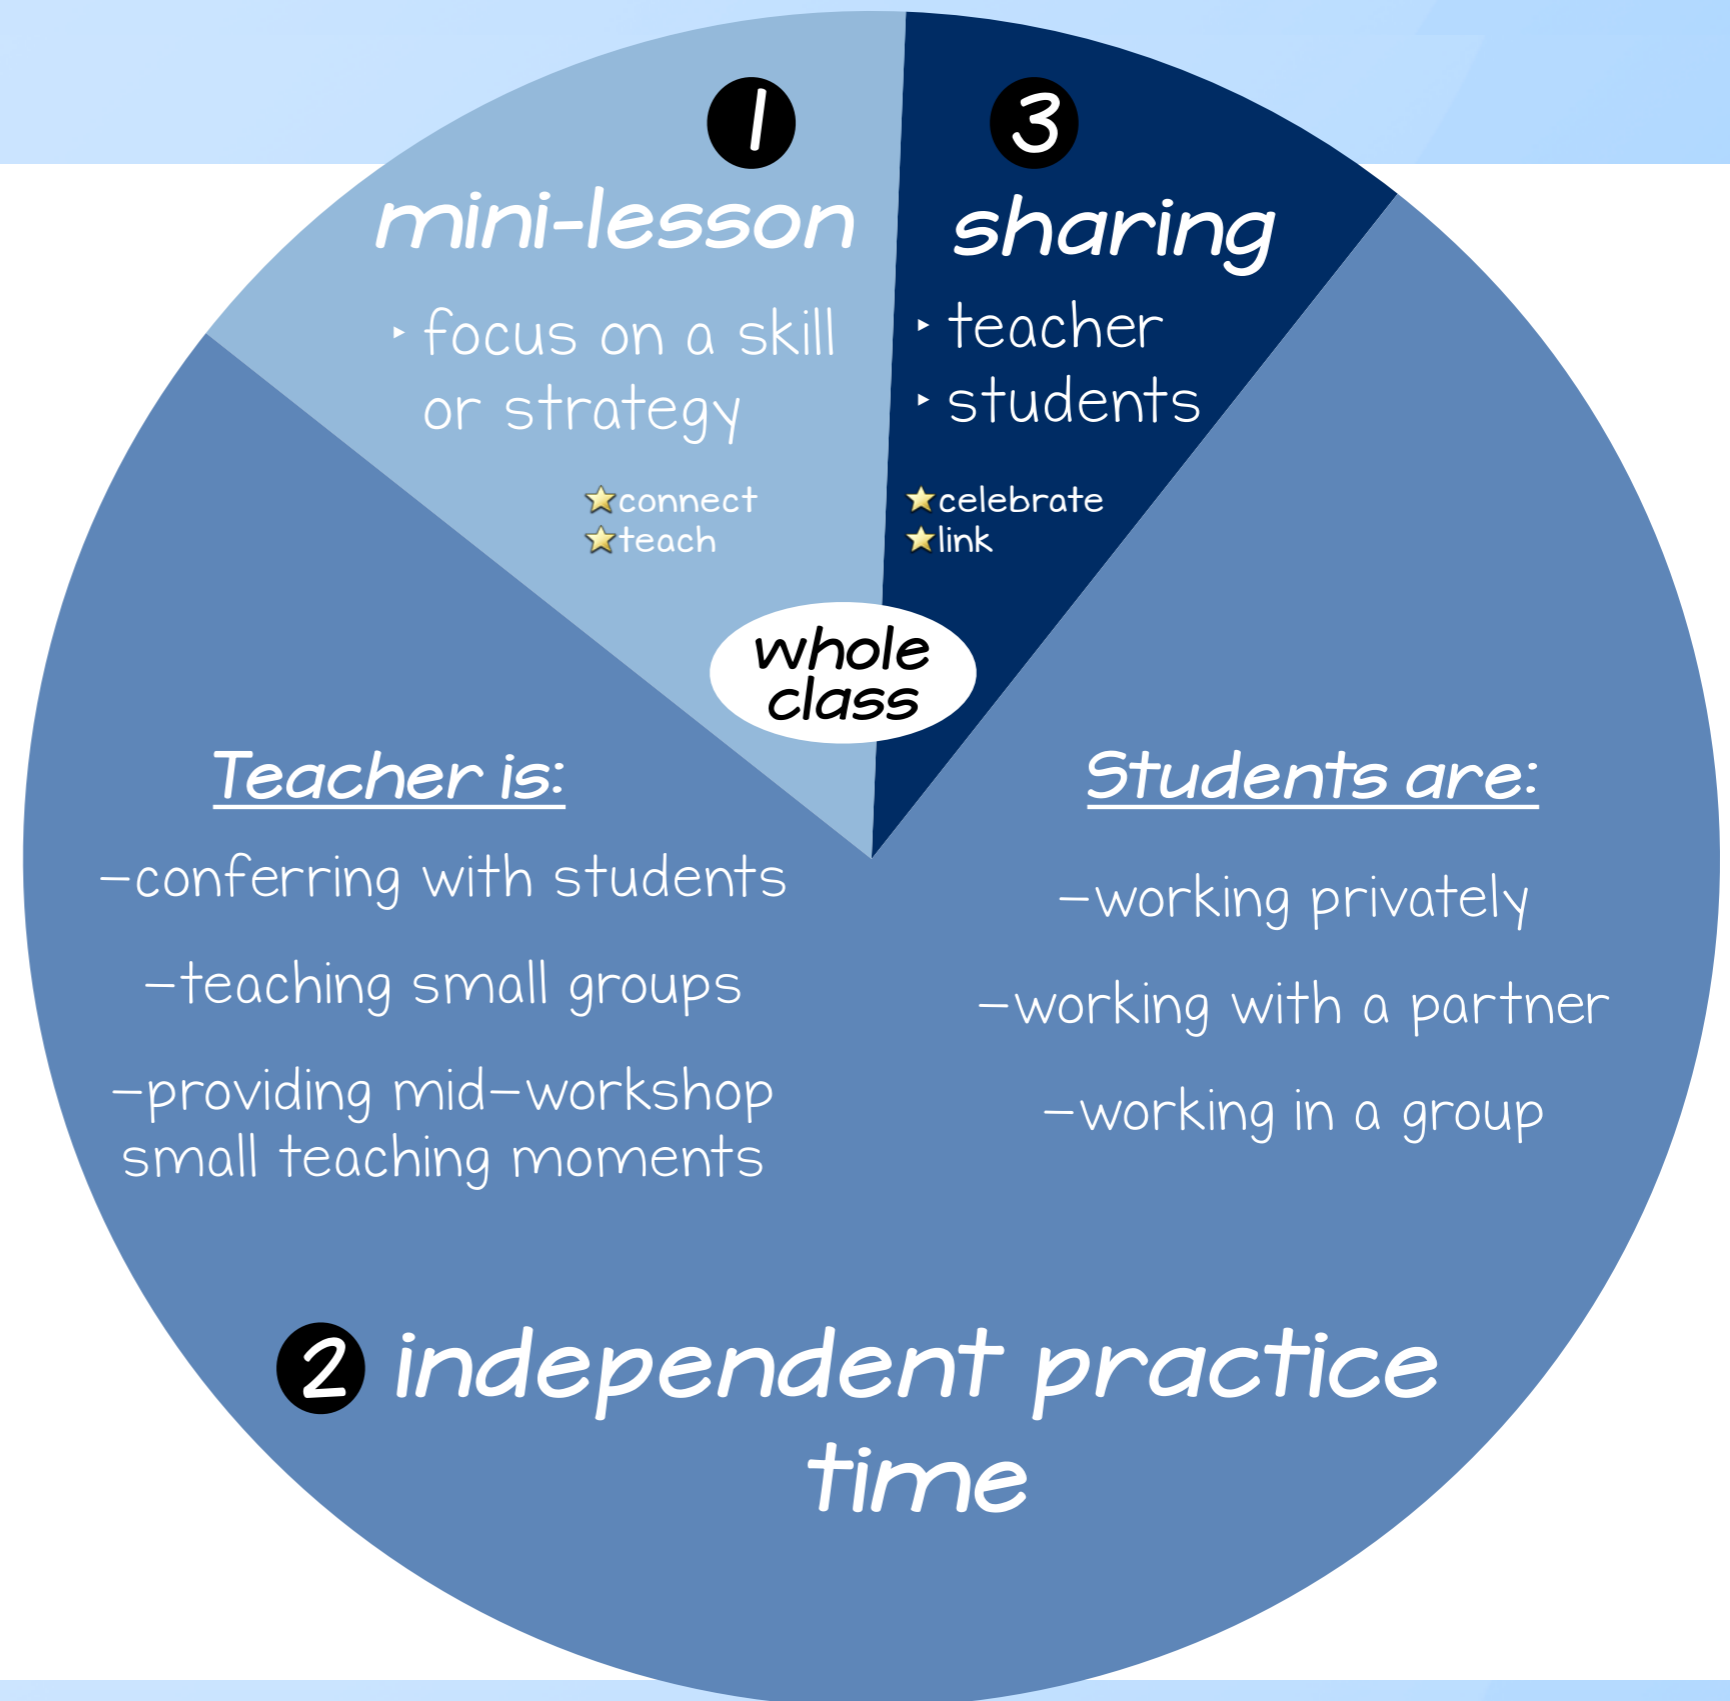 1
mini-lesson
‣ focus on a skill
or strategy
⭐connect
⭐teach
3
sharing
‣ teacher
‣ students
⭐celebrate
⭐link
whole
class
Teacher is:
-conferring with students
-teaching small groups
-providing mid-workshop
small teaching moments
Students are:
-working privately
-working with a partner
-working in a group
2 independent practice
time